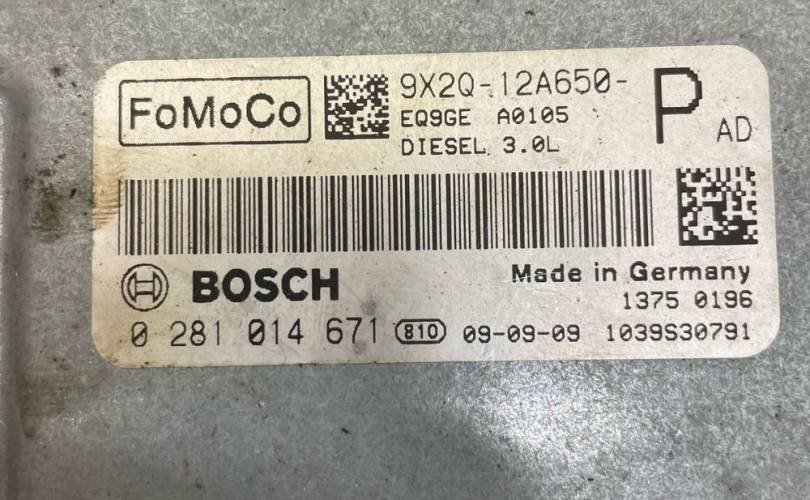 FoMoCo
9X2Q-12A650-
P
AD
EQ9GE A0105
DIESEL 3.0L
BOSCH
Made in Germany
1375 0196
0 281 014 671 810 09-09-09 1039S30791